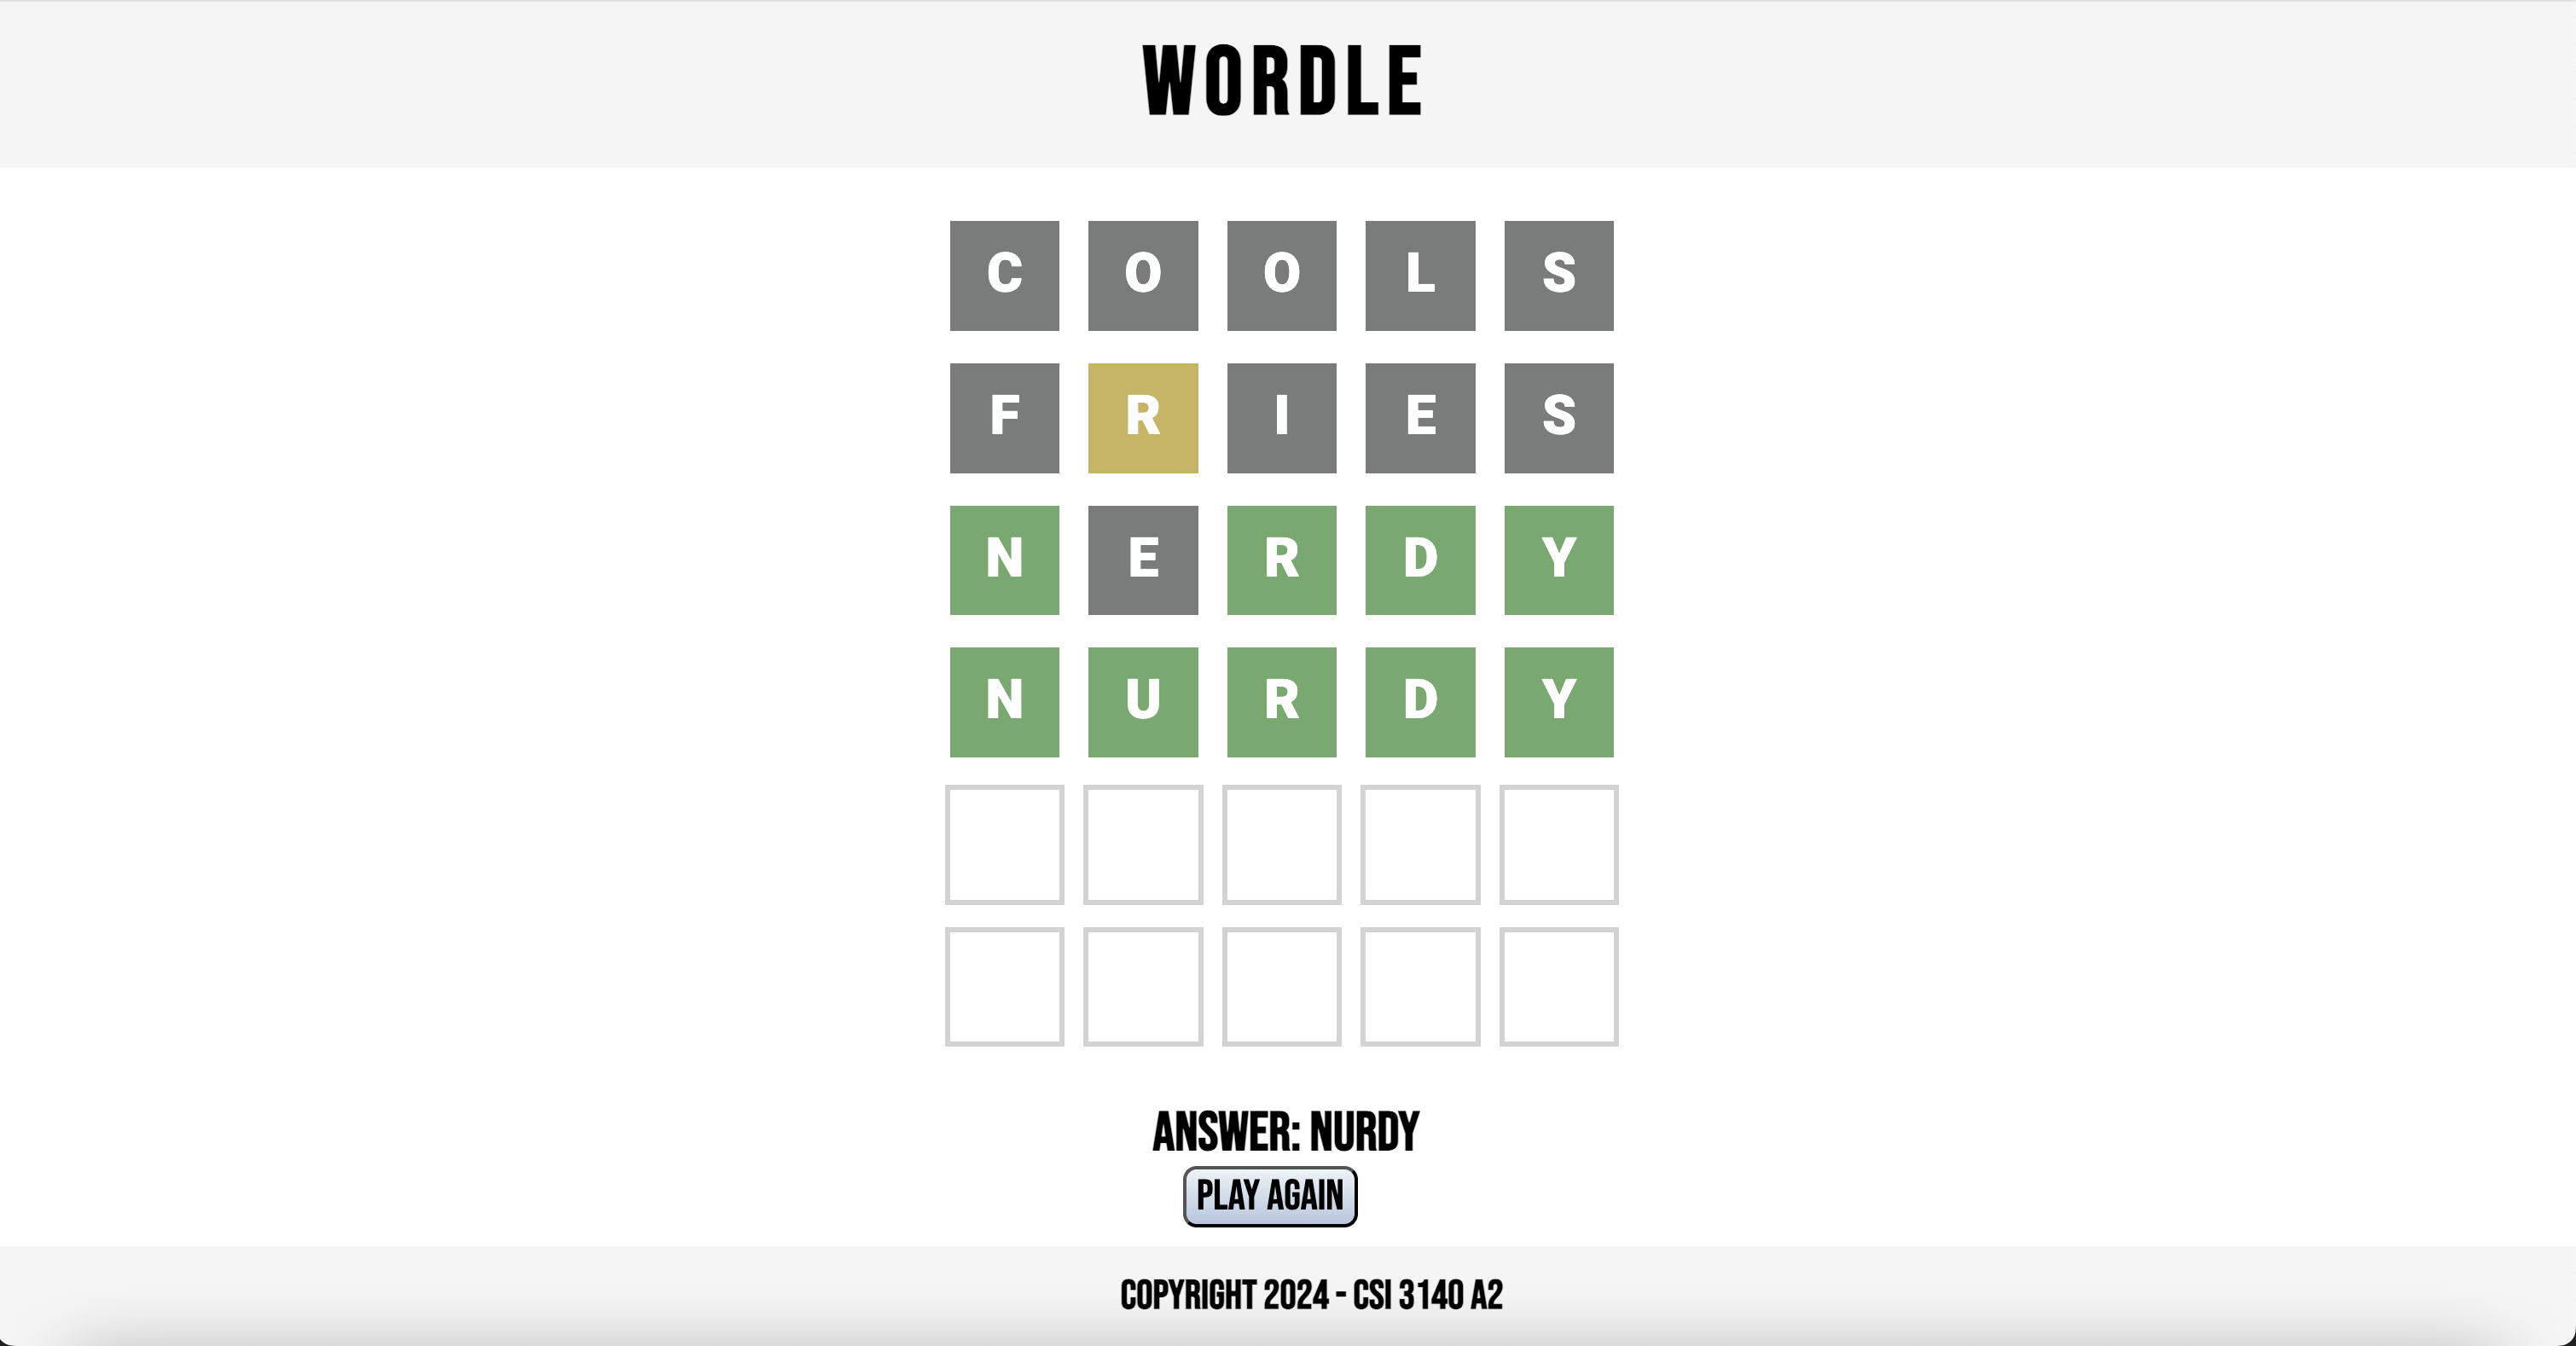 WORDLE
C O O L S
F R I E S
N E R D Y
N U R D Y
ANSWER: NURDY
PLAY AGAIN
COPYRIGHT 2024 - CSI 3140 A2